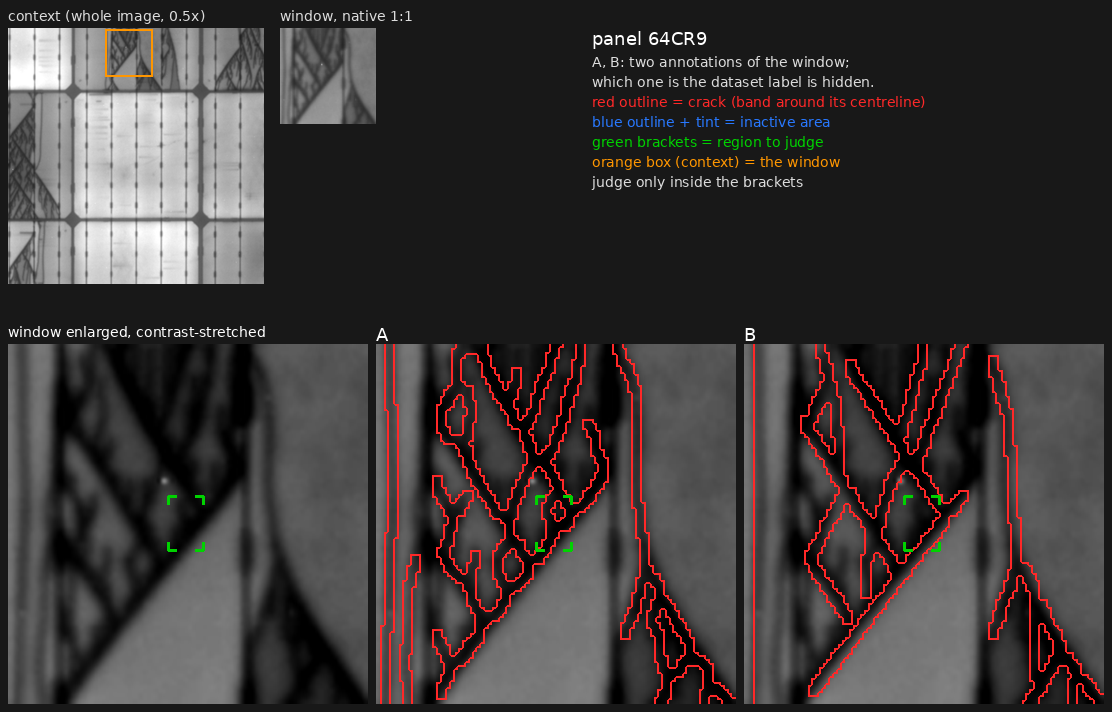 context (whole image, 0.5x)
window, native 1:1
panel 64CR9
A, B: two annotations of the window;
which one is the dataset label is hidden.
red outline = crack (band around its centreline)
blue outline + tint = inactive area
green brackets = region to judge
orange box (context) = the window
judge only inside the brackets
window enlarged, contrast-stretched
A
B